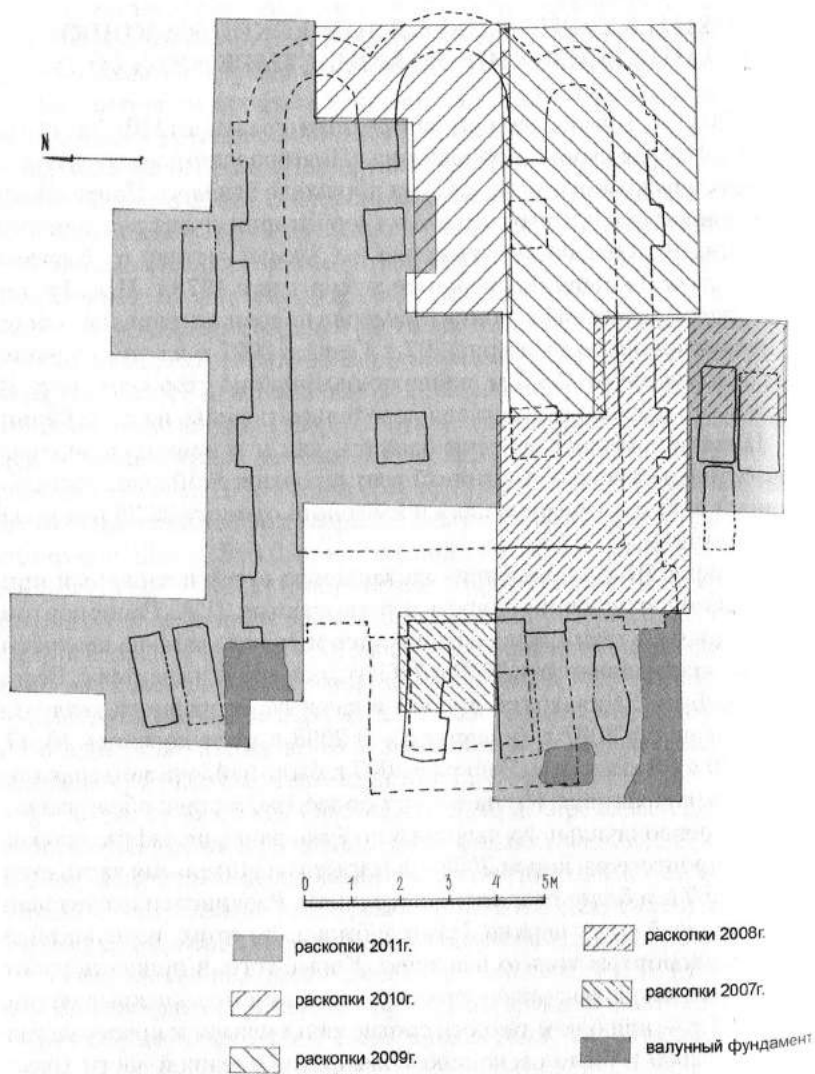 N
0 1 2 3 4 5м
раскопки 2011г.
раскопки 2010г.
раскопки 2009г.
раскопки 2008г.
раскопки 2007г.
валунный фундамент